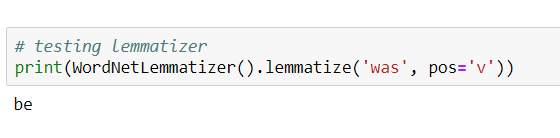 # testing lemmatizer
print(WordNetLemmatizer().lemmatize('was', pos='v'))
be